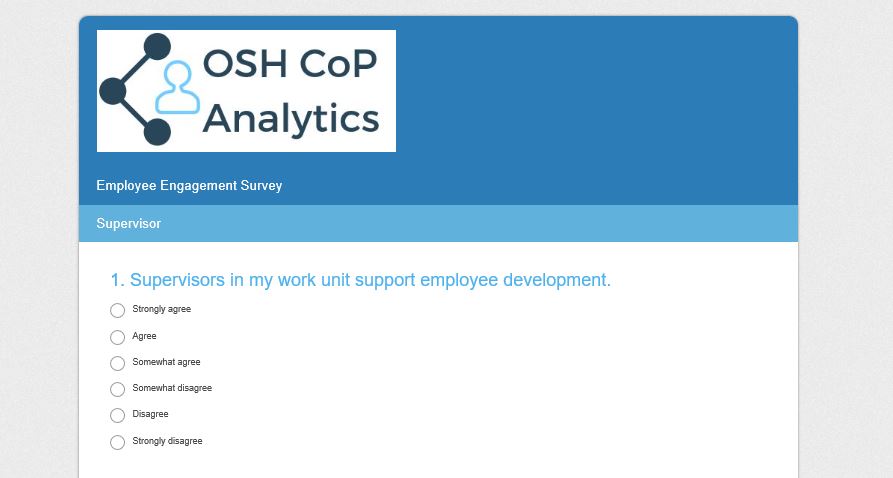 OSH CoP
Analytics
Employee Engagement Survey
Supervisor
1. Supervisors in my work unit support employee development.
Strongly agree
Agree
Somewhat agree
Somewhat disagree
Disagree
Strongly disagree